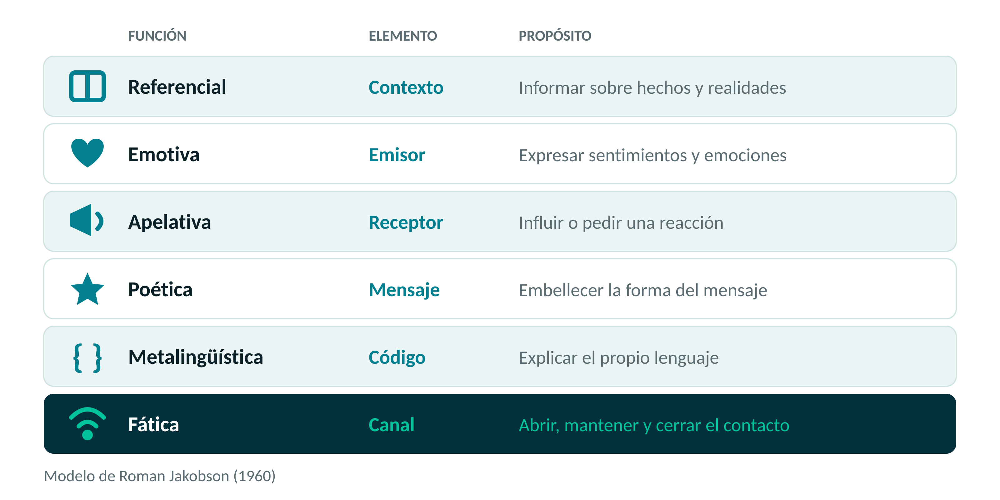 FUNCIÓN ELEMENTO PROPÓSITO
Referencial Contexto Informar sobre hechos y realidades
Emotiva Emisor Expresar sentimientos y emociones
Apelativa Receptor Influir o pedir una reacción
Poética Mensaje Embellecer la forma del mensaje
{ } Metalingüística Código Explicar el propio lenguaje
Fática Canal Abrir, mantener y cerrar el contacto
Modelo de Roman Jakobson (1960)